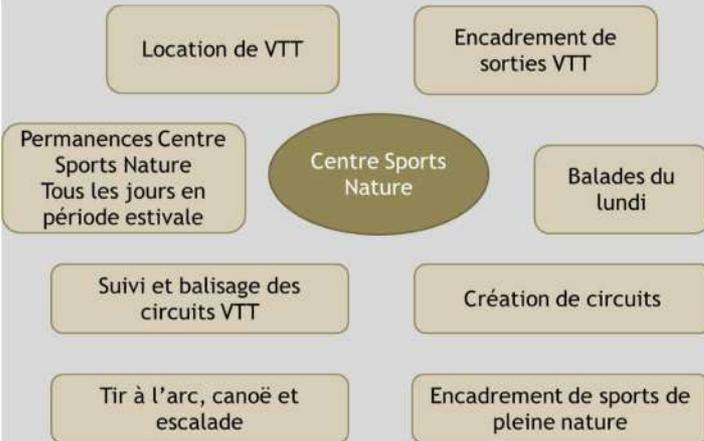 Location de VTT
Encadrement de
sorties VTT
Permanences Centre
Sports Nature
Tous les jours en
période estivale
Centre Sports
Nature
Balades du
lundi
Suivi et balisage des
circuits VTT
Création de circuits
Tir à l'arc, canoë et
escalade
Encadrement de sports de
pleine nature